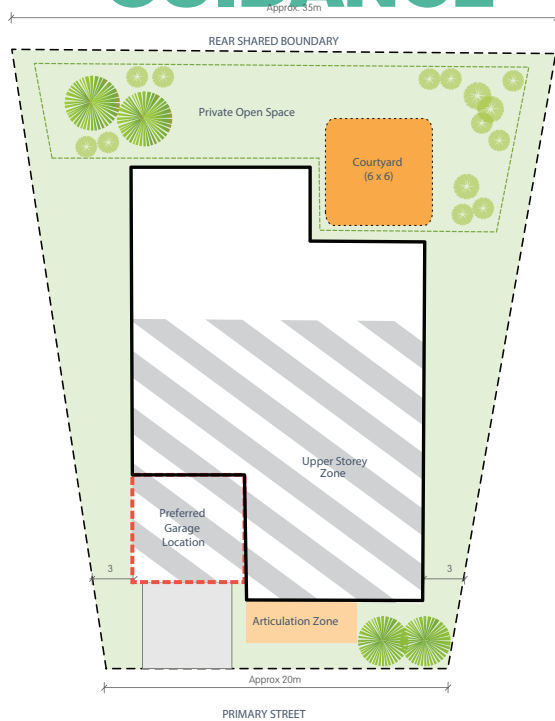 GUIDANCE
Approx. 35m
REAR SHARED BOUNDARY
Private Open Space
Courtyard
(6 x 6)
Upper Storey
Zone
Preferred
Garage
Location
3
3
Articulation Zone
Approx 20m
PRIMARY STREET